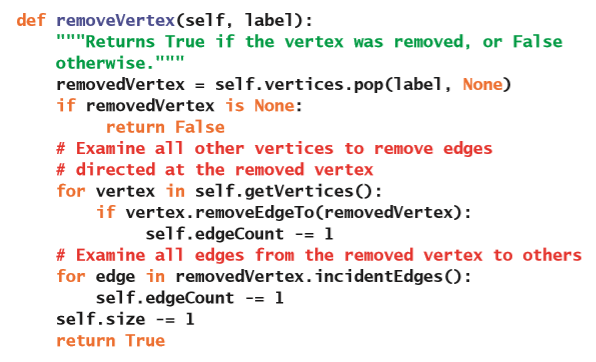 def removeVertex(self, label):
    """Returns True if the vertex was removed, or False
    otherwise."""
    removedVertex = self.vertices.pop(label, None)
    if removedVertex is None:
         return False
    # Examine all other vertices to remove edges
    # directed at the removed vertex
    for vertex in self.getVertices():
        if vertex.removeEdgeTo(removedVertex):
             self.edgeCount -= 1
    # Examine all edges from the removed vertex to others
    for edge in removedVertex.incidentEdges():
        self.edgeCount -= 1
    self.size -= 1
    return True